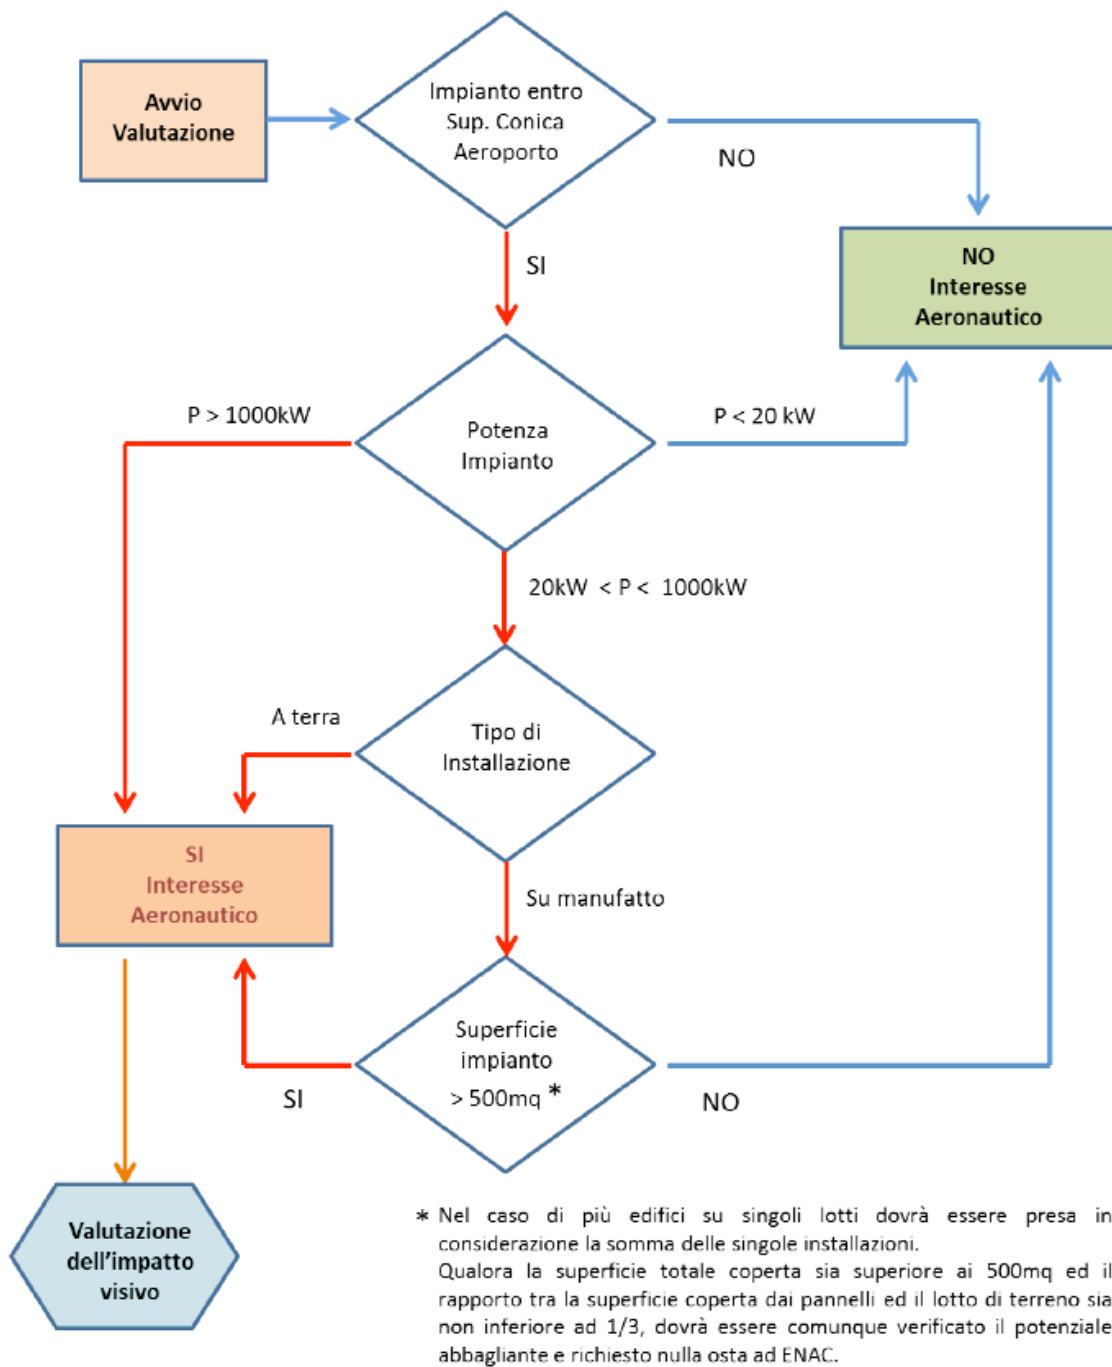 Avvio
Valutazione
Impianto entro
Sup. Conica
Aeroporto
NO
SI
NO
Interesse
Aeronautico
P > 1000kW
Potenza
Impianto
P < 20 kW
20kW < P < 1000kW
A terra
Tipo di
Installazione
SI
Interesse
Aeronautico
Su manufatto
Superficie
impianto
> 500mq *
SI
NO
Valutazione
dell'impatto
visivo
* Nel caso di più edifici su singoli lotti dovrà essere presa in
considerazione la somma delle singole installazioni.
Qualora la superficie totale coperta sia superiore ai 500mq ed il
rapporto tra la superficie coperta dai pannelli ed il lotto di terreno sia
non inferiore ad 1/3, dovrà essere comunque verificato il potenziale
abbagliante e richiesto nulla osta ad ENAC.